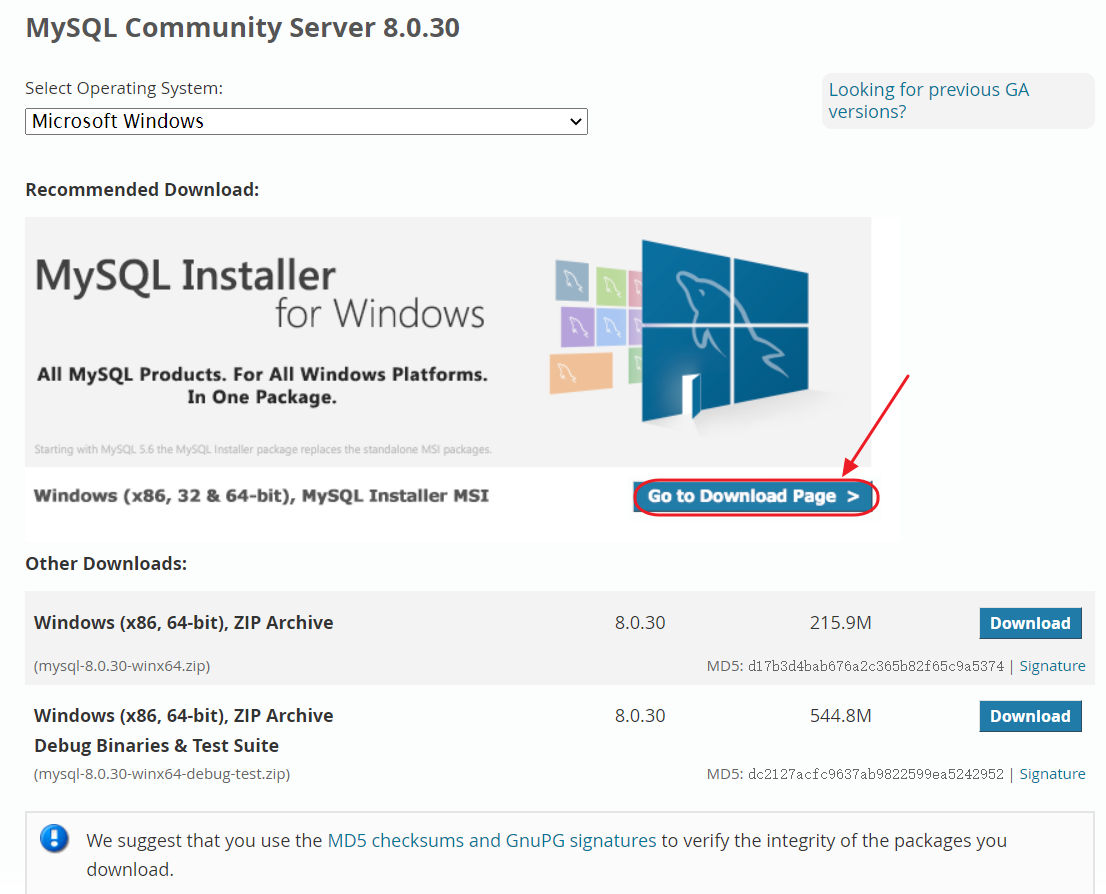 MySQL Community Server 8.0.30
Select Operating System:
Looking for previous GA
versions?
Microsoft Windows
Recommended Download:
MySQL Installer
for Windows
All MySQL Products. For All Windows Platforms.
In One Package.
Starting with MySQL 5.6 the MySQL Installer package replaces the standalone MSI packages.
Windows (x86, 32 & 64-bit), MySQL Installer MSI
Go to Download Page >
Other Downloads:
Windows (x86, 64-bit), ZIP Archive 8.0.30 215.9M Download
(mysql-8.0.30-winx64.zip) MD5: d17b3d4bab676a2c365b82f65c9a5374 | Signature
Windows (x86, 64-bit), ZIP Archive 8.0.30 544.8M Download
Debug Binaries & Test Suite
(mysql-8.0.30-winx64-debug-test.zip) MD5: dc2127acfc9637ab9822599ea5242952 | Signature
We suggest that you use the MD5 checksums and GnuPG signatures to verify the integrity of the packages you
download.